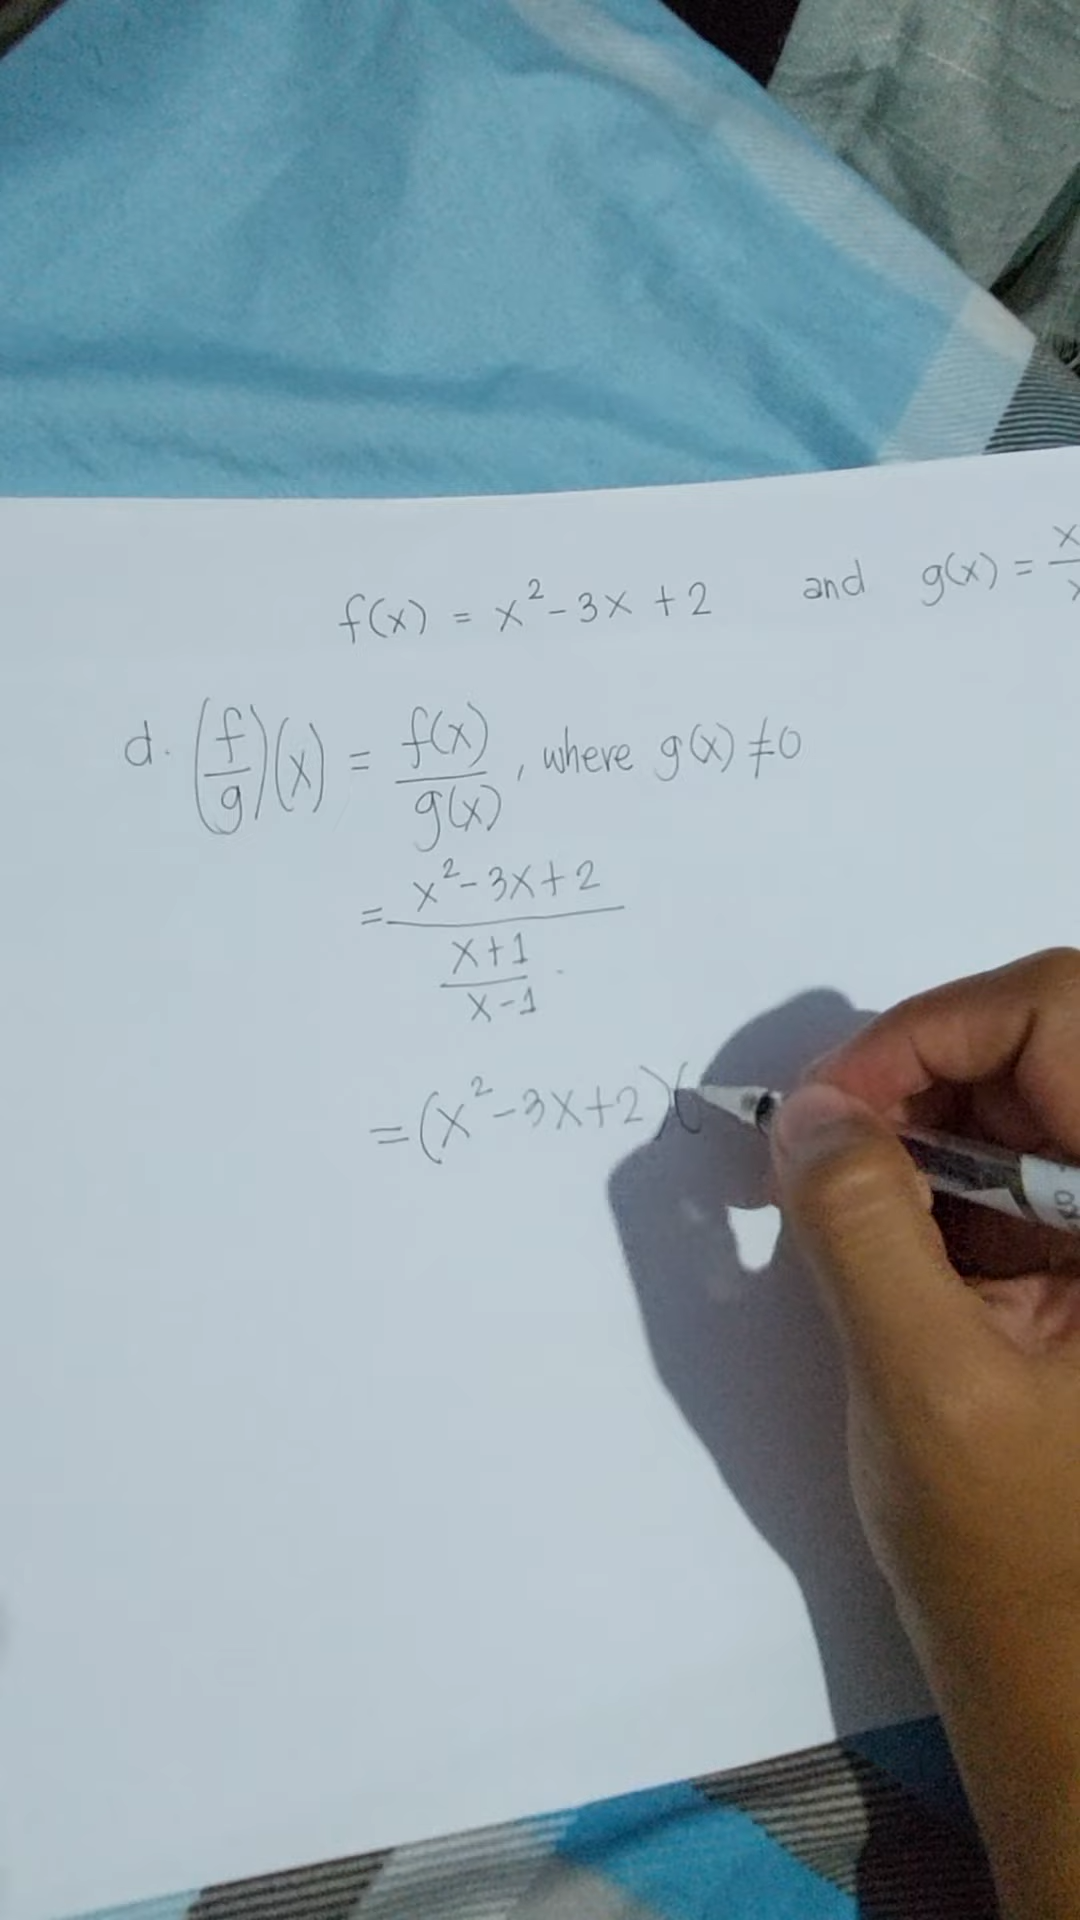 f(x) = x² - 3x + 2 and g(x) = x
d. (f/g)(x) = f(x)/g(x), where g(x) ≠ 0
= x² - 3x + 2
x + 1
x - 1
= (x² - 3x + 2)(